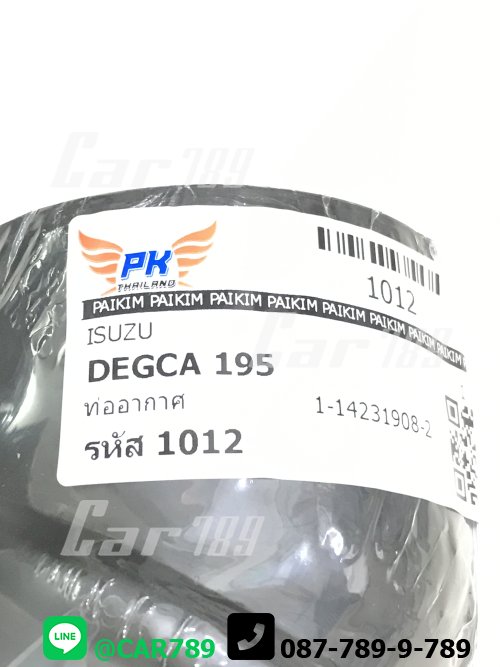 Car789
PK
THAILAND
1012
PAIKIM PAIKIM PAIKIM PAIKIM PAIKIM PAIKIM PAIKIM
ISUZU
Car789
DEGCA 195
ท่ออากาศ
1-14231908-2
รหัส 1012
Car789
LINE
@CAR789
087-789-9-789